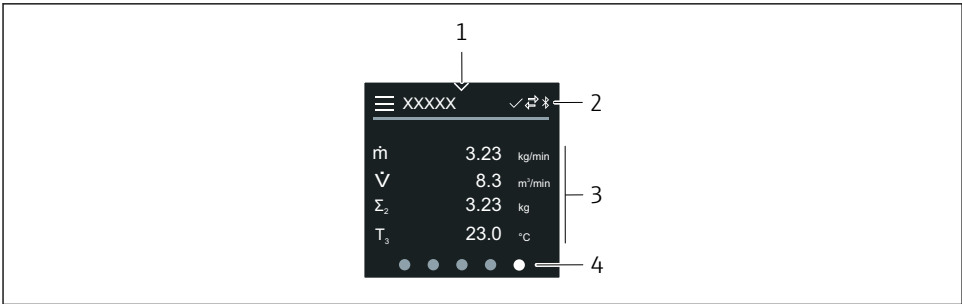 1
XXXXX
2
ṁ 3.23 kg/min
V̇ 8.3 m³/min
Σ₂ 3.23 kg
3
T₃ 23.0 °C
4